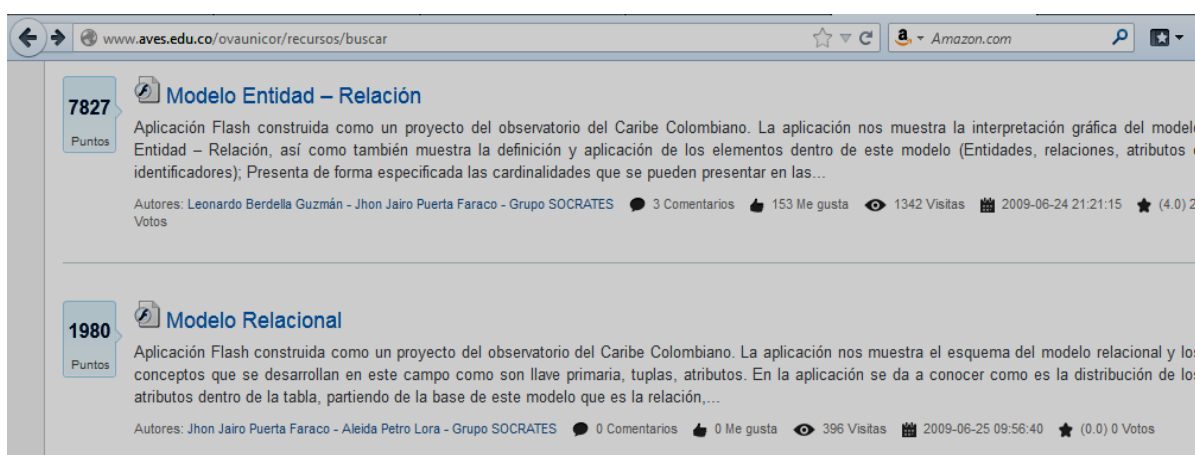 www.aves.edu.co/ovaunicor/recursos/buscar
Amazon.com
7827
Puntos
Modelo Entidad – Relación
Aplicación Flash construida como un proyecto del observatorio del Caribe Colombiano. La aplicación nos muestra la interpretación gráfica del modelo
Entidad – Relación, así como también muestra la definición y aplicación de los elementos dentro de este modelo (Entidades, relaciones, atributos
identificadores); Presenta de forma especificada las cardinalidades que se pueden presentar en las...
Autores: Leonardo Berdella Guzmán - Jhon Jairo Puerta Faraco - Grupo SOCRATES 3 Comentarios 153 Me gusta 1342 Visitas 2009-06-24 21:21:15 (4.0) 2
Votos
1980
Puntos
Modelo Relacional
Aplicación Flash construida como un proyecto del observatorio del Caribe Colombiano. La aplicación nos muestra el esquema del modelo relacional y los
conceptos que se desarrollan en este campo como son llave primaria, tuplas, atributos. En la aplicación se da a conocer como es la distribución de los
atributos dentro de la tabla, partiendo de la base de este modelo que es la relación,...
Autores: Jhon Jairo Puerta Faraco - Aleida Petro Lora - Grupo SOCRATES 0 Comentarios 0 Me gusta 396 Visitas 2009-06-25 09:56:40 (0.0) 0 Votos